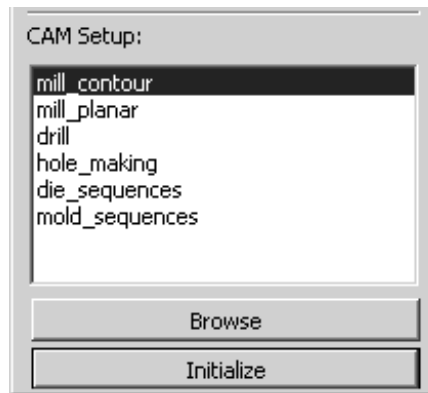 CAM Setup:
mill_contour
mill_planar
drill
hole_making
die_sequences
mold_sequences
Browse
Initialize